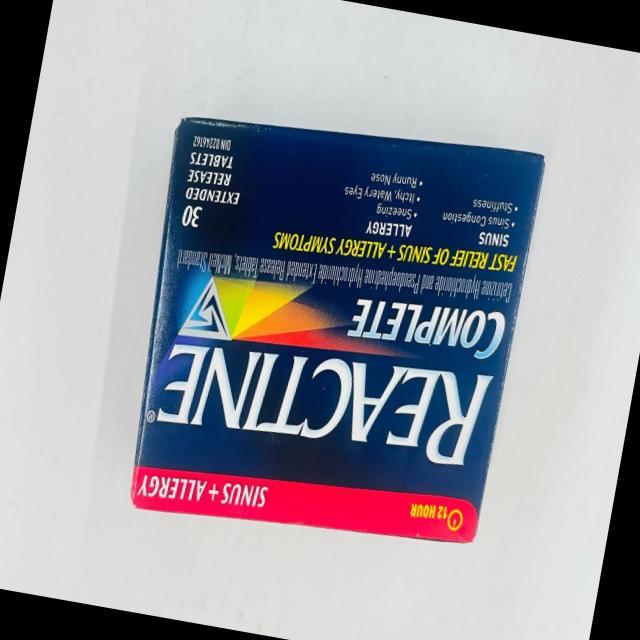 12 HOUR
SINUS + ALLERGY
REACTINE®
COMPLETE
Cetirizine Hydrochloride and Pseudoephedrine Hydrochloride Extended Release Tablets, McNeil Standard
FAST RELIEF OF SINUS + ALLERGY SYMPTOMS
SINUS
• Sinus Congestion
• Stuffiness
ALLERGY
• Sneezing
• Itchy, Watery Eyes
• Runny Nose
30
EXTENDED
RELEASE
TABLETS
DIN 02246162